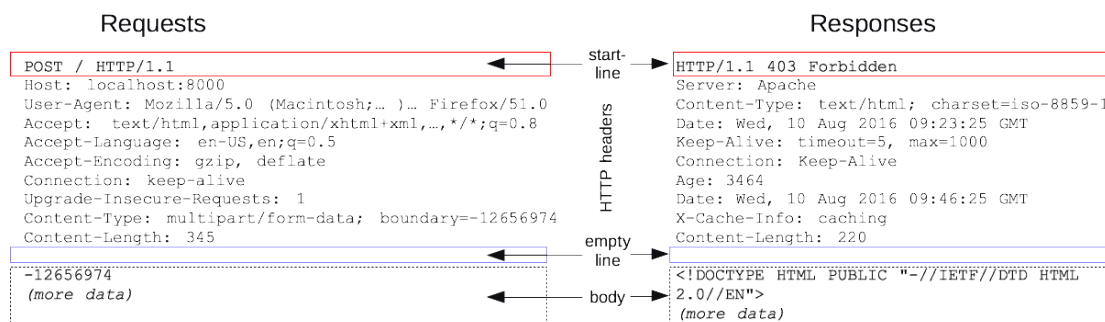 Requests
POST / HTTP/1.1
Host: localhost:8000
User-Agent: Mozilla/5.0 (Macintosh;… )… Firefox/51.0
Accept: text/html,application/xhtml+xml,…,*/*;q=0.8
Accept-Language: en-US,en;q=0.5
Accept-Encoding: gzip, deflate
Connection: keep-alive
Upgrade-Insecure-Requests: 1
Content-Type: multipart/form-data; boundary=-12656974
Content-Length: 345
-12656974
(more data)
start-
line
HTTP headers
empty
line
body
Responses
HTTP/1.1 403 Forbidden
Server: Apache
Content-Type: text/html; charset=iso-8859-1
Date: Wed, 10 Aug 2016 09:23:25 GMT
Keep-Alive: timeout=5, max=1000
Connection: Keep-Alive
Age: 3464
Date: Wed, 10 Aug 2016 09:46:25 GMT
X-Cache-Info: caching
Content-Length: 220
<!DOCTYPE HTML PUBLIC "-//IETF//DTD HTML
2.0//EN">
(more data)